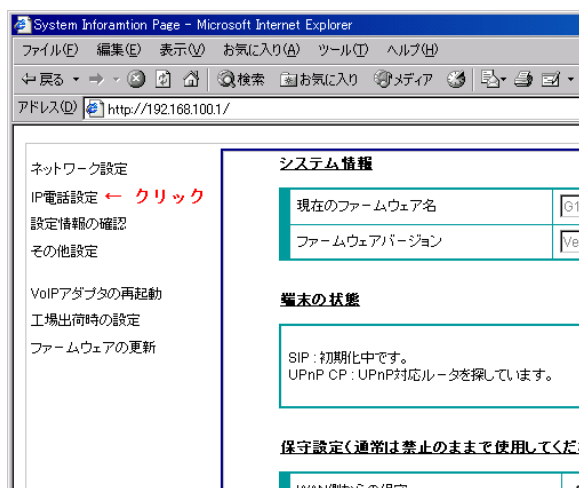 System Inforamtion Page - Microsoft Internet Explorer
ファイル(F) 編集(E) 表示(V) お気に入り(A) ツール(T) ヘルプ(H)
戻る 検索 お気に入り メディア
アドレス(D) http://192.168.100.1/
ネットワーク設定
IP電話設定 ← クリック
設定情報の確認
その他設定
VoIPアダプタの再起動
工場出荷時の設定
ファームウェアの更新
システム情報
現在のファームウェア名 G1
ファームウェアバージョン Ve
端末の状態
SIP : 初期化中です。
UPnP CP : UPnP対応ルータを探しています。
保守設定(通常は禁止のままで使用してくだ